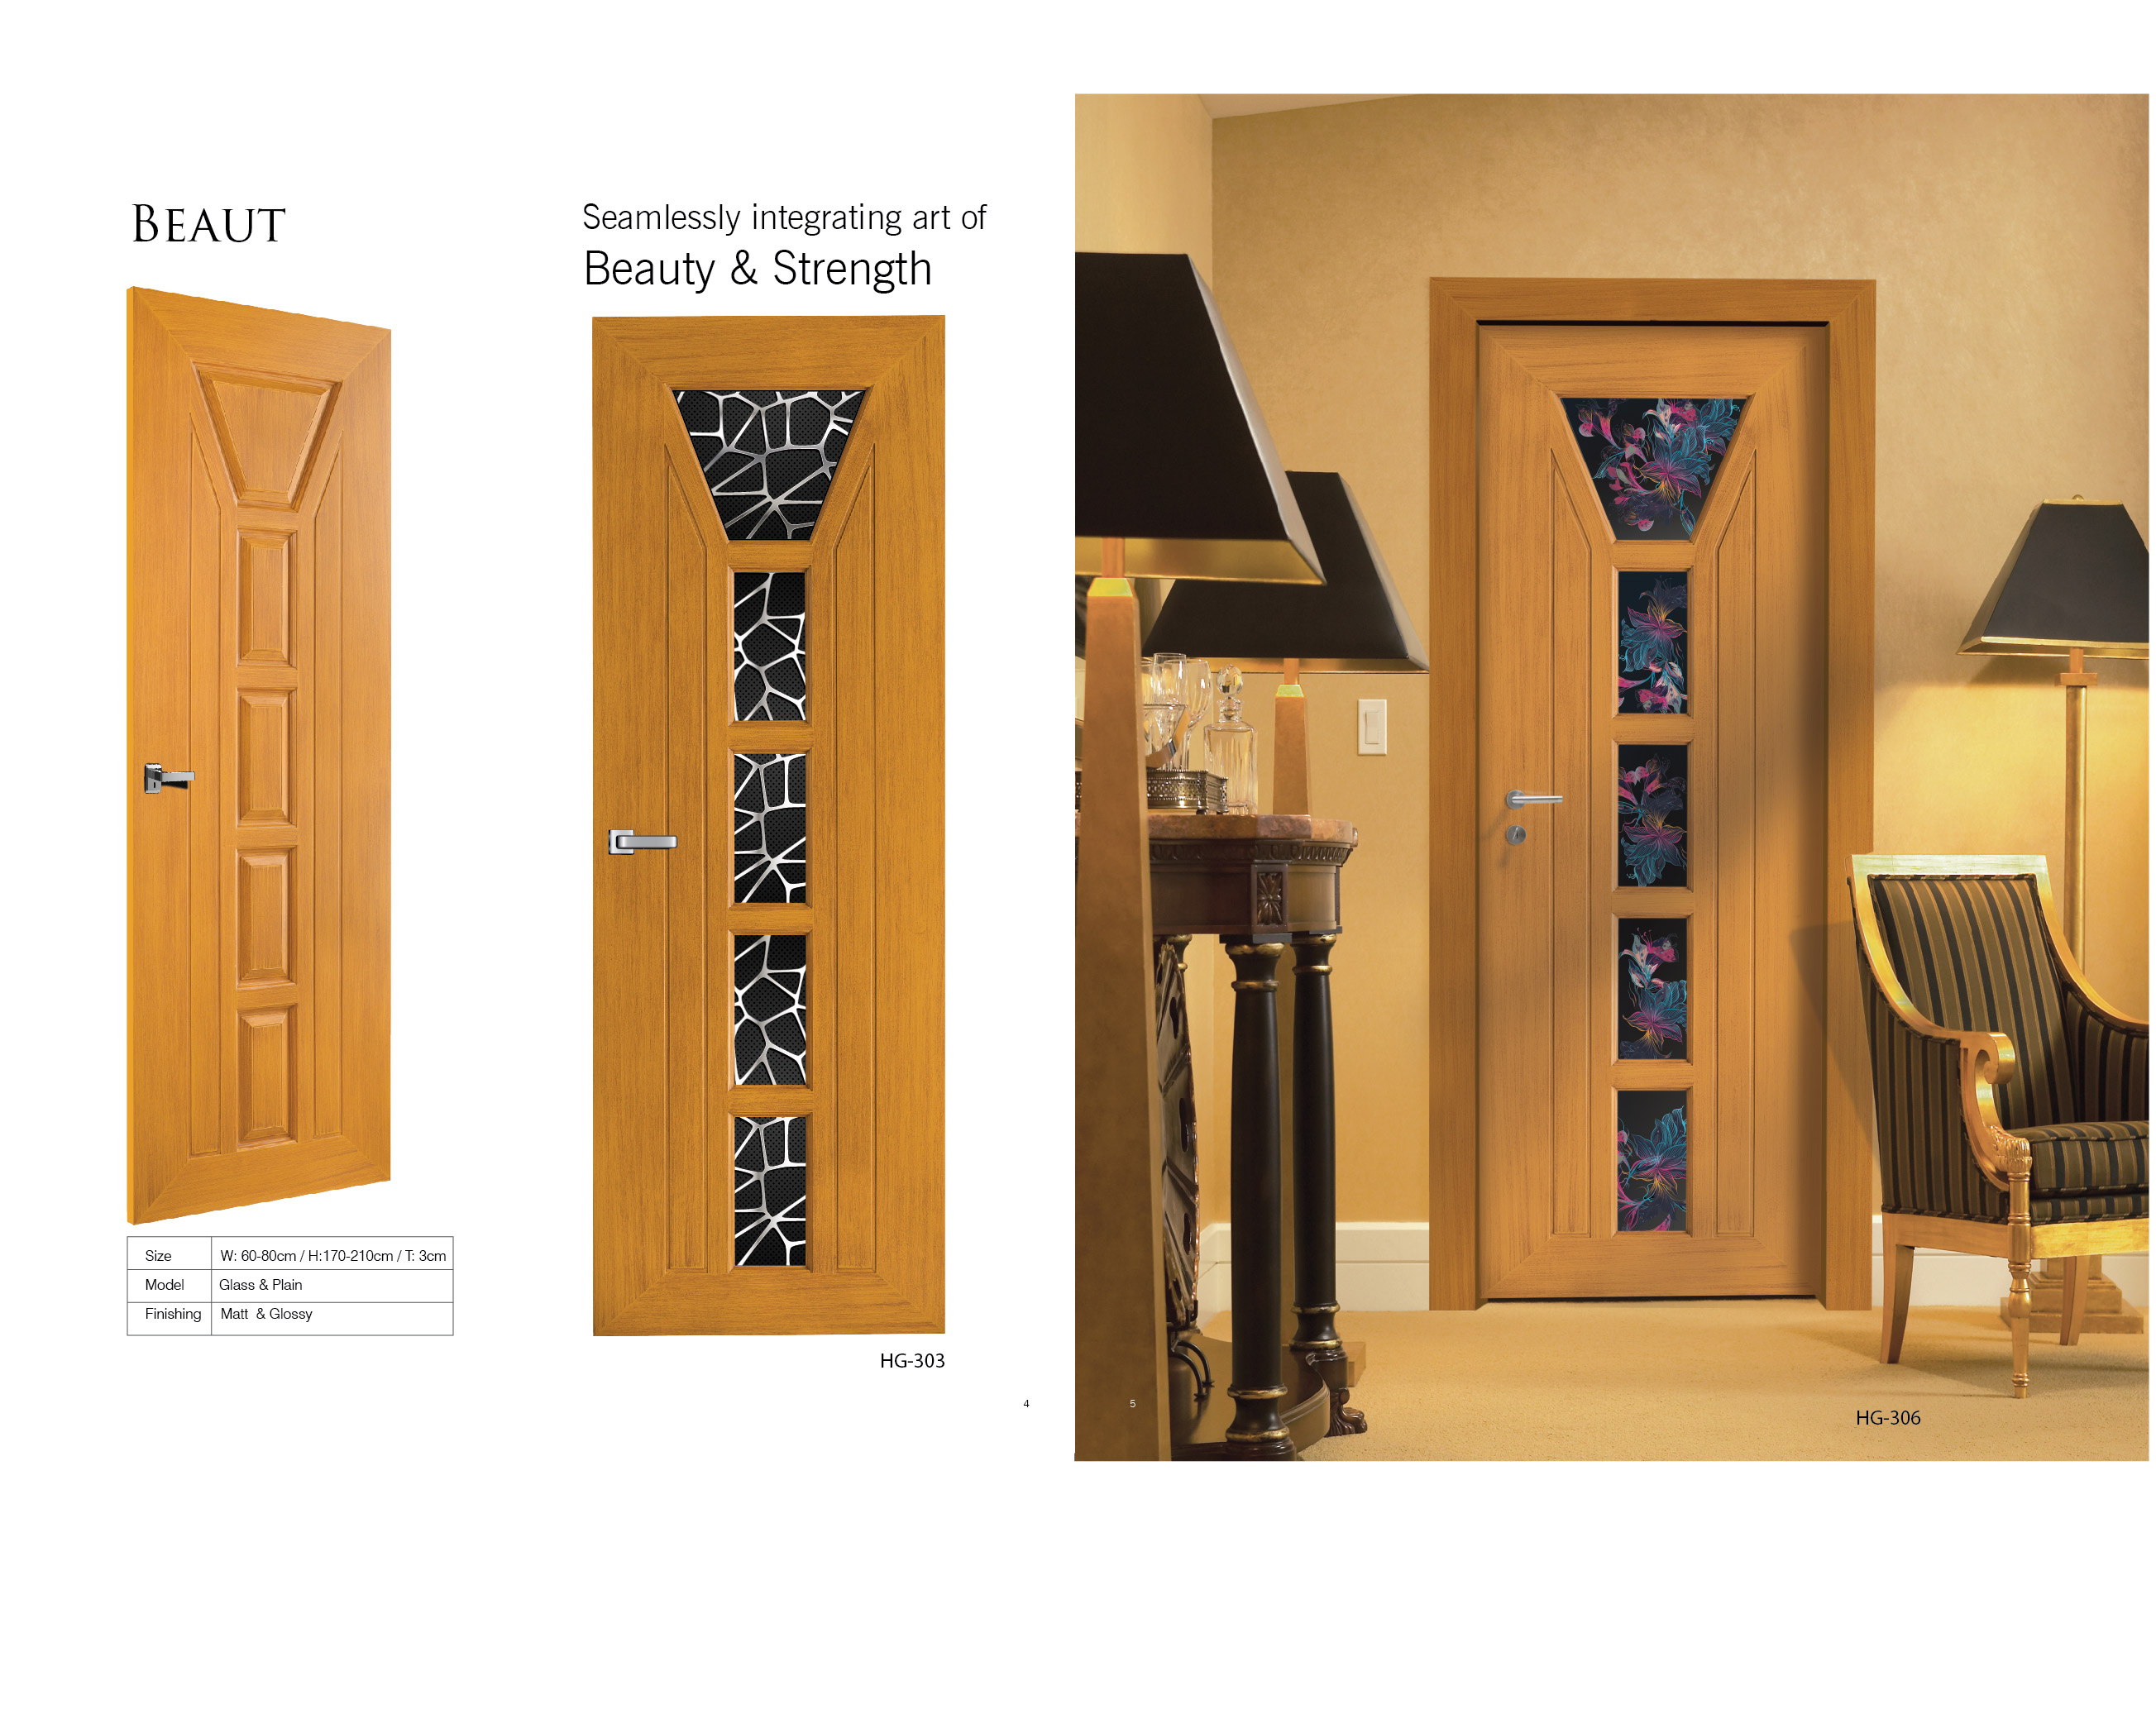 BEAUT
Seamlessly integrating art of
Beauty & Strength
Size W: 60-80cm / H:170-210cm / T: 3cm
Model Glass & Plain
Finishing Matt & Glossy
HG-303
4
5
HG-306